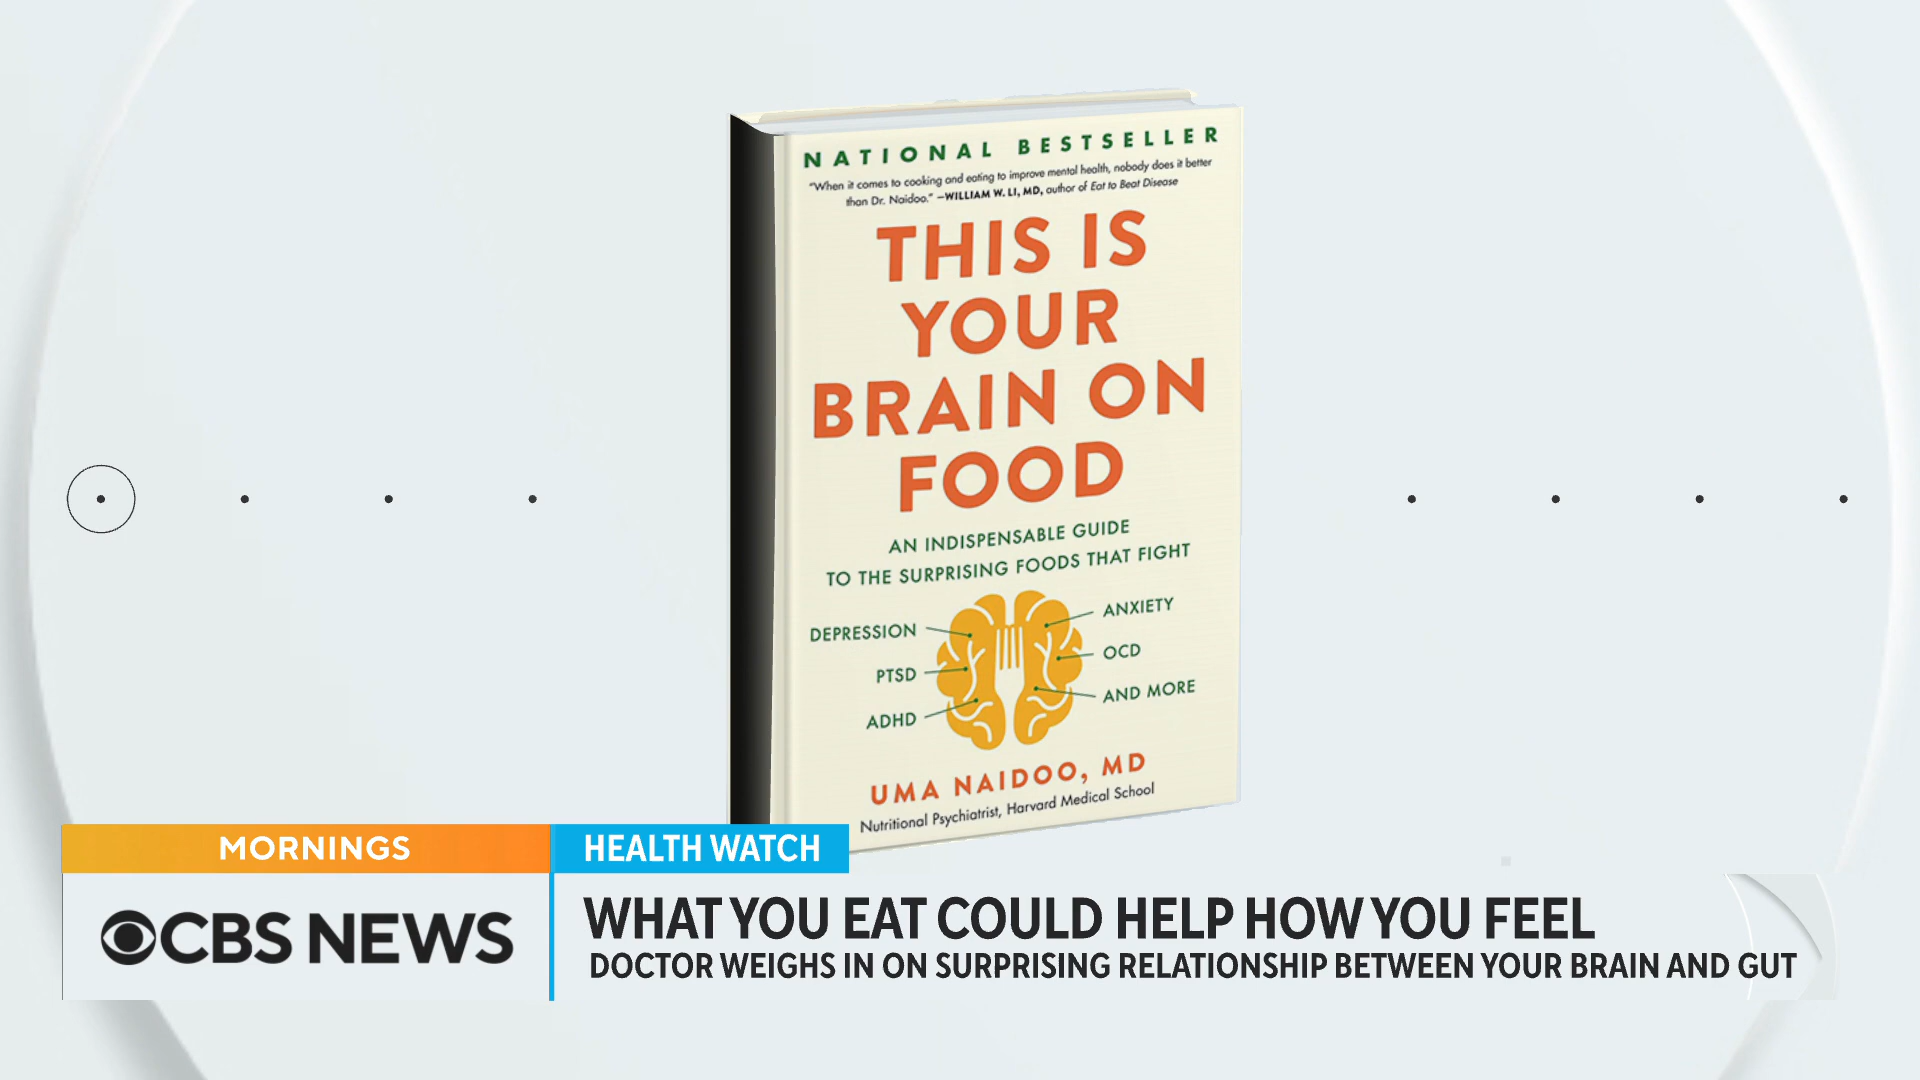 NATIONAL BESTSELLER
"When it comes to cooking and eating to improve mental health, nobody does it better
than Dr. Naidoo." —WILLIAM W. LI, MD, author of Eat to Beat Disease
THIS IS
YOUR
BRAIN ON
FOOD
AN INDISPENSABLE GUIDE
TO THE SURPRISING FOODS THAT FIGHT
DEPRESSION
PTSD
ADHD
ANXIETY
OCD
AND MORE
UMA NAIDOO, MD
Nutritional Psychiatrist, Harvard Medical School
MORNINGS
HEALTH WATCH
CBS NEWS
WHAT YOU EAT COULD HELP HOW YOU FEEL
DOCTOR WEIGHS IN ON SURPRISING RELATIONSHIP BETWEEN YOUR BRAIN AND GUT